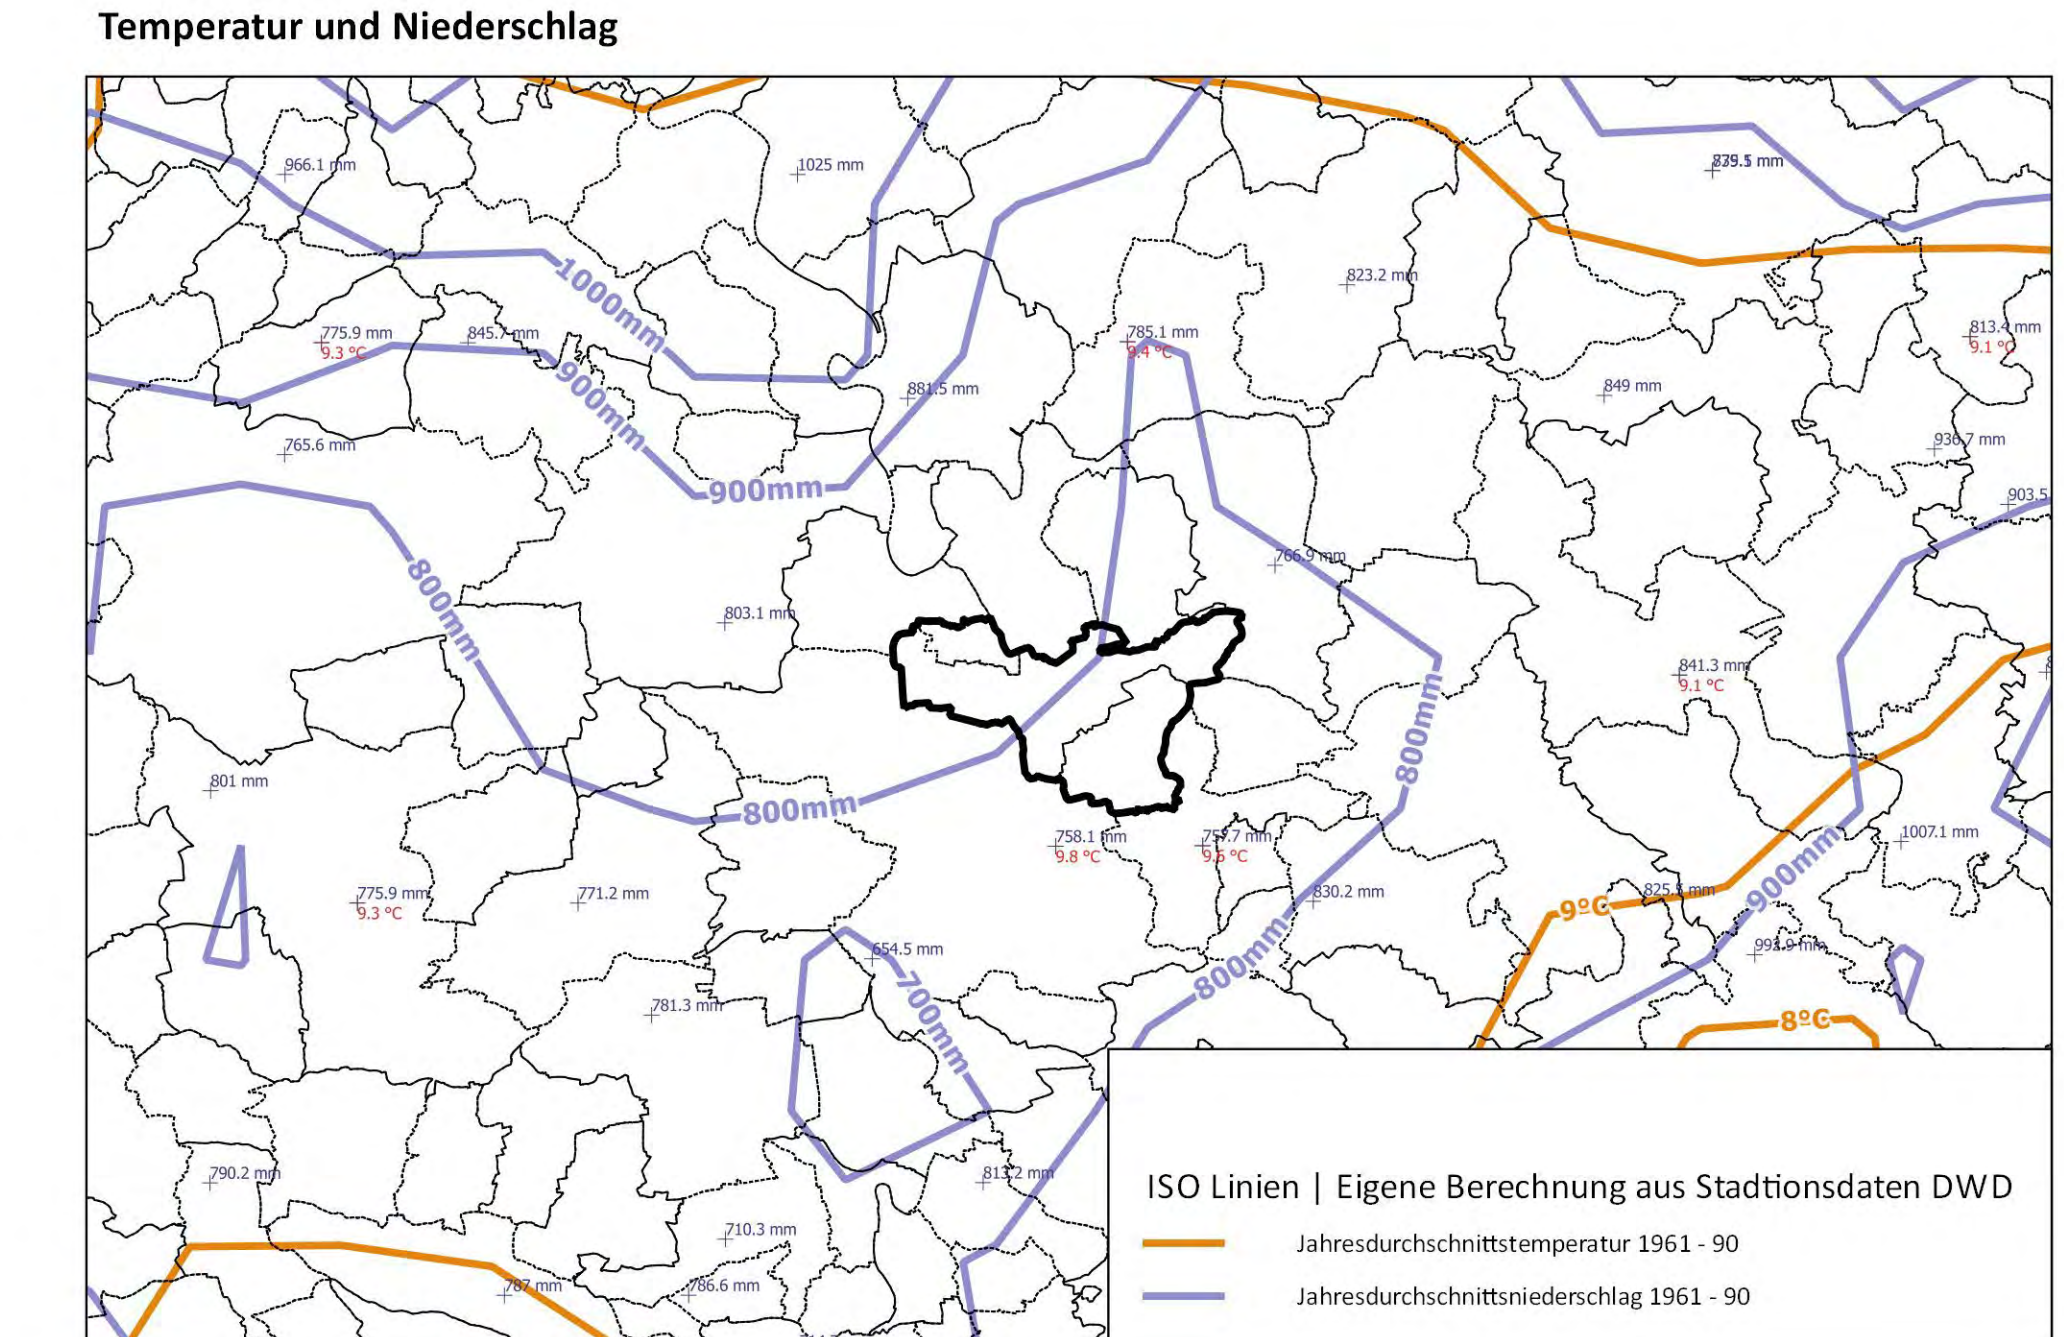 Temperatur und Niederschlag
966.1 mm
1025 mm
mm
823.2 mm
1000mm
775.9 mm
9.3 °C
845.7 mm
785.1 mm
9.4 °C
813.4 mm
9.1 °C
900mm
881.5 mm
849 mm
765.6 mm
936.7 mm
900mm
903.5
766.9 mm
800mm
803.1 mm
841.3 mm
9.1 °C
800mm
801 mm
800mm
758.1 mm
9.8 °C
757.7 mm
9.6 °C
1007.1 mm
775.9 mm
9.3 °C
771.2 mm
830.2 mm
825.5 mm
900mm
9ºC
654.5 mm
800mm
992.9 mm
781.3 mm
700mm
8ºC
790.2 mm
813.2 mm
ISO Linien | Eigene Berechnung aus Stadtionsdaten DWD
710.3 mm
Jahresdurchschnittstemperatur 1961 - 90
787 mm
786.6 mm
Jahresdurchschnittsniederschlag 1961 - 90